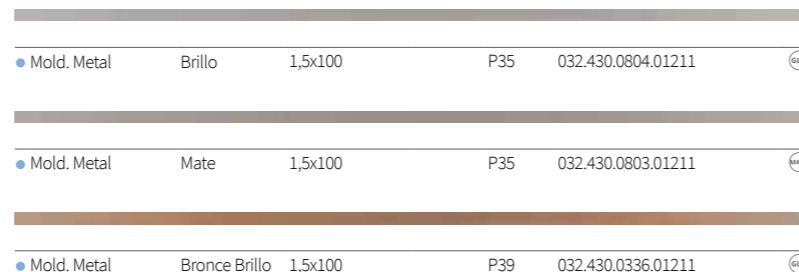 Mold. Metal Brillo 1,5x100 P35 032.430.0804.01211
Mold. Metal Mate 1,5x100 P35 032.430.0803.01211
Mold. Metal Bronce Brillo 1,5x100 P39 032.430.0336.01211